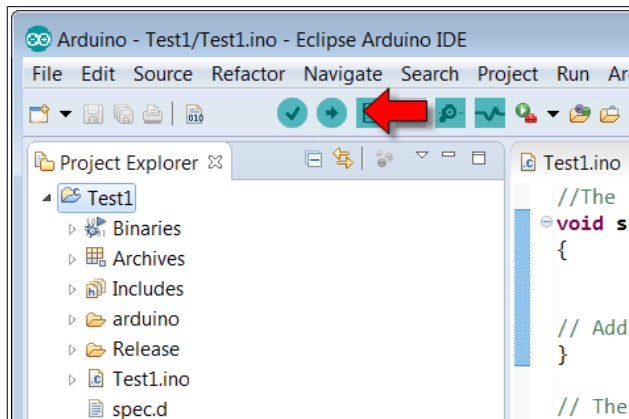 Arduino - Test1/Test1.ino - Eclipse Arduino IDE
File Edit Source Refactor Navigate Search Project Run Ar
010
Project Explorer
Test1.ino
Test1
//The
Binaries
void s
Archives
{
Includes
arduino
Release
// Add
Test1.ino
}
spec.d
// The